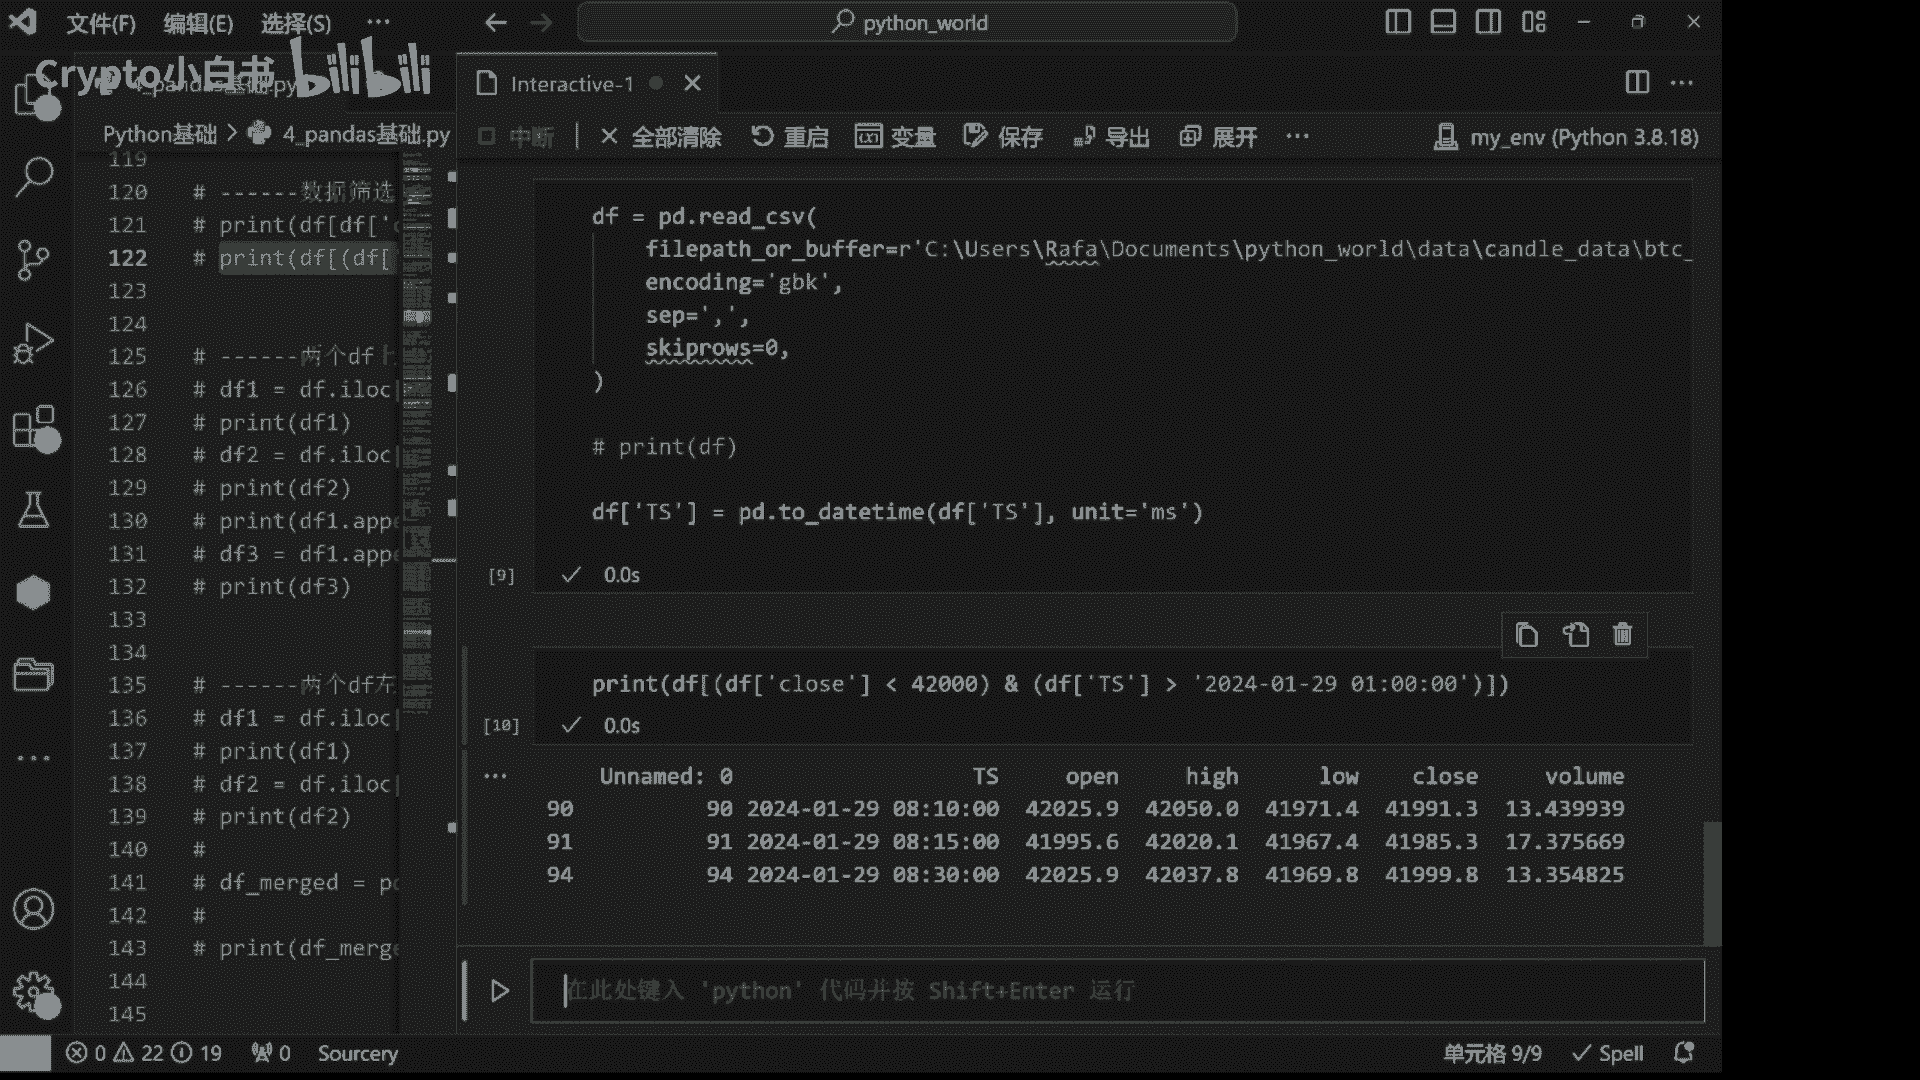 文件(F) 编辑(E) 选择(S) ··· python_world
Crypto小白书 bilibili
Interactive-1
Python基础 > 4_pandas基础.py
中断 全部清除 重启 变量 保存 导出 展开 ··· my_env (Python 3.8.18)
119
120 # ------数据筛选
121 # print(df[df['
122 # print(df[(df[
123
124
125 # ------两个df
126 # df1 = df.iloc
127 # print(df1)
128 # df2 = df.iloc
129 # print(df2)
130 # print(df1.appe
131 # df3 = df1.appe
132 # print(df3)
133
134
135 # ------两个df左
136 # df1 = df.iloc
137 # print(df1)
138 # df2 = df.iloc
139 # print(df2)
140 #
141 # df_merged = p
142 #
143 # print(df_merge
144
145
df = pd.read_csv(
filepath_or_buffer=r'C:\Users\Rafa\Documents\python_world\data\candle_data\btc_
encoding='gbk',
sep=',',
skiprows=0,
)
# print(df)
df['TS'] = pd.to_datetime(df['TS'], unit='ms')
[9] ✓ 0.0s
print(df[(df['close'] < 42000) & (df['TS'] > '2024-01-29 01:00:00')])
[10] ✓ 0.0s
··· Unnamed: 0 TS open high low close volume
90 90 2024-01-29 08:10:00 42025.9 42050.0 41971.4 41991.3 13.439939
91 91 2024-01-29 08:15:00 41995.6 42020.1 41967.4 41985.3 17.375669
94 94 2024-01-29 08:30:00 42025.9 42037.8 41969.8 41999.8 13.354825
在此处键入 'python' 代码并按 Shift+Enter 运行
0 22 19 0 Sourcery 单元格 9/9 ✓ Spell